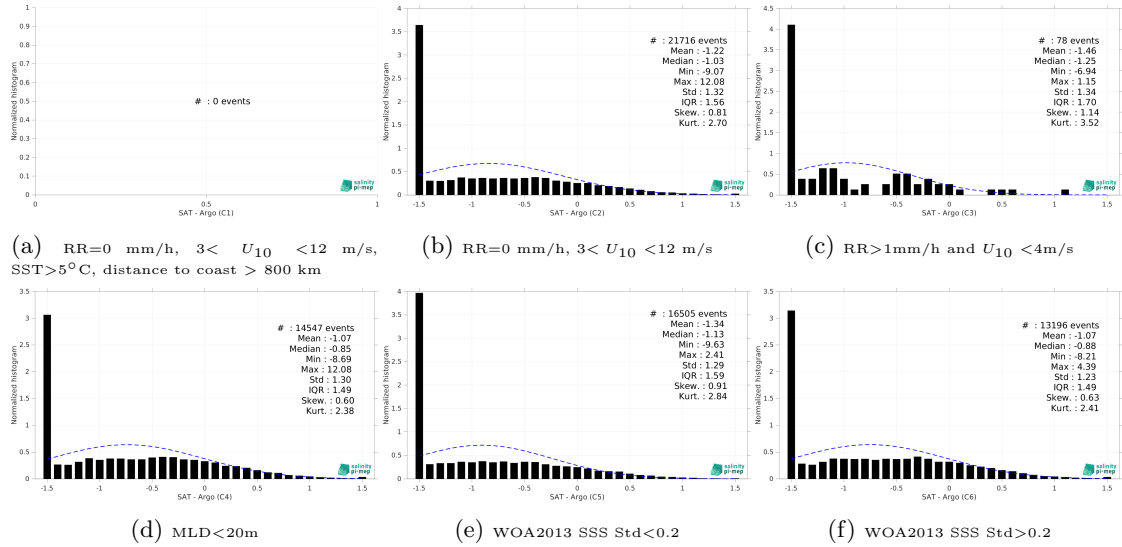 1
0.9
0.8
0.7
0.6
0.5
0.4
0.3
0.2
0.1
0
Normalized histogram
# : 0 events
salinity
pi-mep
0 0.5 1
SAT - Argo (C1)
(a) RR=0 mm/h, 3< U10 <12 m/s,
SST>5°C, distance to coast > 800 km
4
3.5
3
2.5
2
1.5
1
0.5
0
Normalized histogram
# : 21716 events
Mean : -1.22
Median : -1.03
Min : -9.07
Max : 12.08
Std : 1.32
IQR : 1.56
Skew. : 0.81
Kurt. : 2.70
salinity
pi-mep
-1.5 -1 -0.5 0 0.5 1 1.5
SAT - Argo (C2)
(b) RR=0 mm/h, 3< U10 <12 m/s
4.5
4
3.5
3
2.5
2
1.5
1
0.5
0
Normalized histogram
# : 78 events
Mean : -1.46
Median : -1.25
Min : -6.94
Max : 1.15
Std : 1.34
IQR : 1.70
Skew. : 1.14
Kurt. : 3.52
salinity
pi-mep
-1.5 -1 -0.5 0 0.5 1 1.5
SAT - Argo (C3)
(c) RR>1mm/h and U10 <4m/s
3.5
3
2.5
2
1.5
1
0.5
0
Normalized histogram
# : 14547 events
Mean : -1.07
Median : -0.85
Min : -8.69
Max : 12.08
Std : 1.30
IQR : 1.49
Skew. : 0.60
Kurt. : 2.38
salinity
pi-mep
-1.5 -1 -0.5 0 0.5 1 1.5
SAT - Argo (C4)
(d) MLD<20m
4
3.5
3
2.5
2
1.5
1
0.5
0
Normalized histogram
# : 16505 events
Mean : -1.34
Median : -1.13
Min : -9.63
Max : 2.41
Std : 1.29
IQR : 1.59
Skew. : 0.91
Kurt. : 2.84
salinity
pi-mep
-1.5 -1 -0.5 0 0.5 1 1.5
SAT - Argo (C5)
(e) WOA2013 SSS Std<0.2
3.5
3
2.5
2
1.5
1
0.5
0
Normalized histogram
# : 13196 events
Mean : -1.07
Median : -0.88
Min : -8.21
Max : 4.39
Std : 1.23
IQR : 1.49
Skew. : 0.63
Kurt. : 2.41
salinity
pi-mep
-1.5 -1 -0.5 0 0.5 1 1.5
SAT - Argo (C6)
(f) WOA2013 SSS Std>0.2